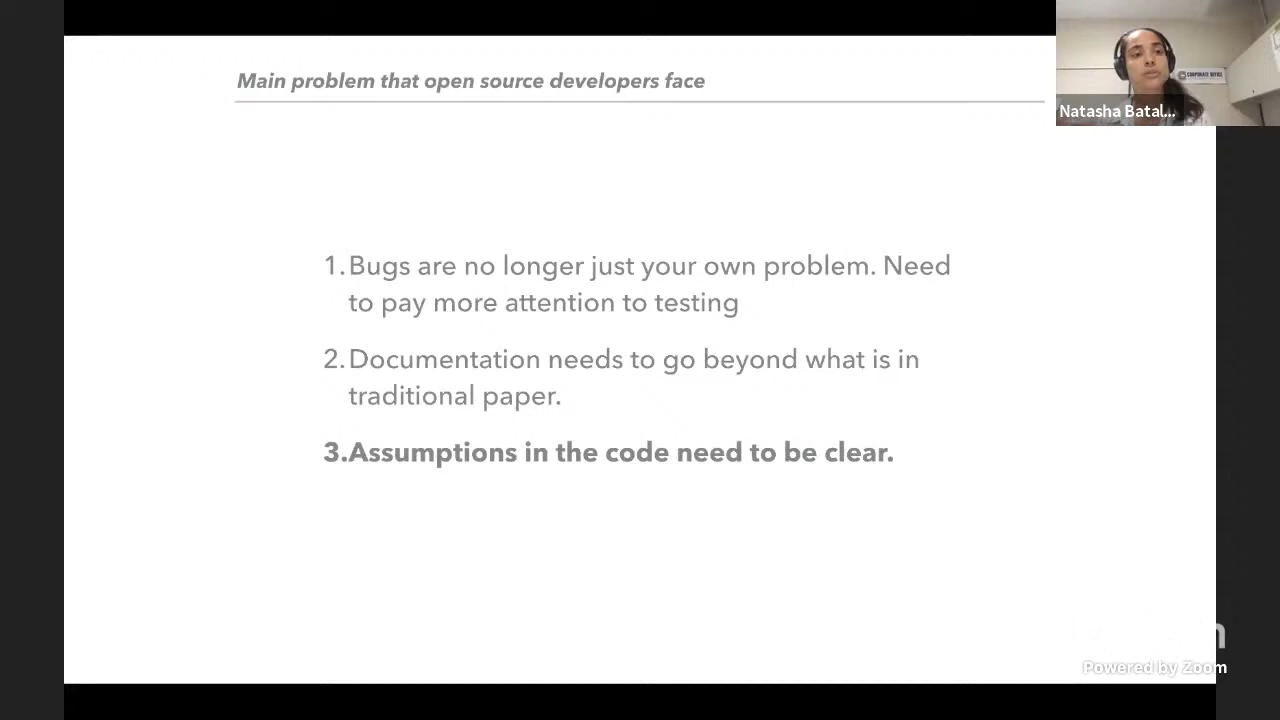 Main problem that open source developers face
CORPORATE OFFICE
Natasha Batal...
1. Bugs are no longer just your own problem. Need
to pay more attention to testing
2. Documentation needs to go beyond what is in
traditional paper.
3. Assumptions in the code need to be clear.
Powered by Zoom